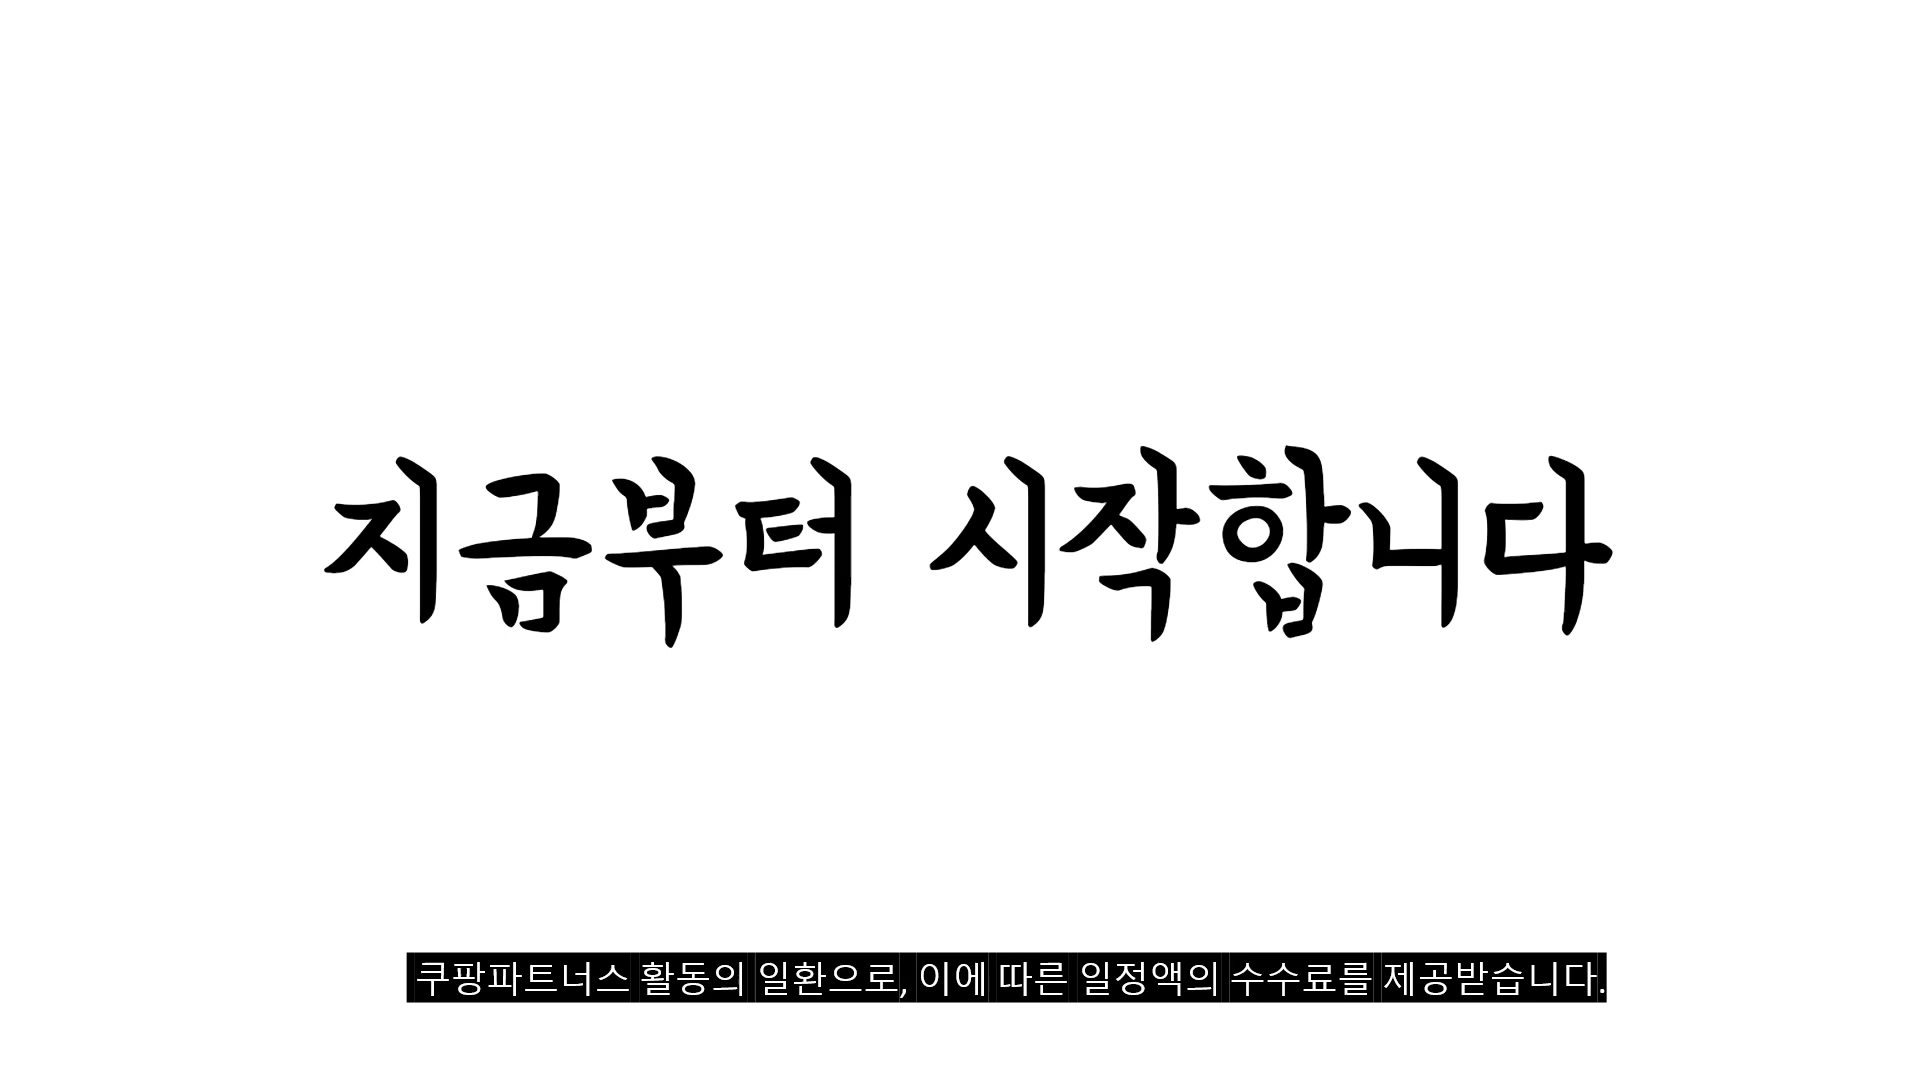 지금부터 시작합니다
쿠팡파트너스 활동의 일환으로, 이에 따른 일정액의 수수료를 제공받습니다.